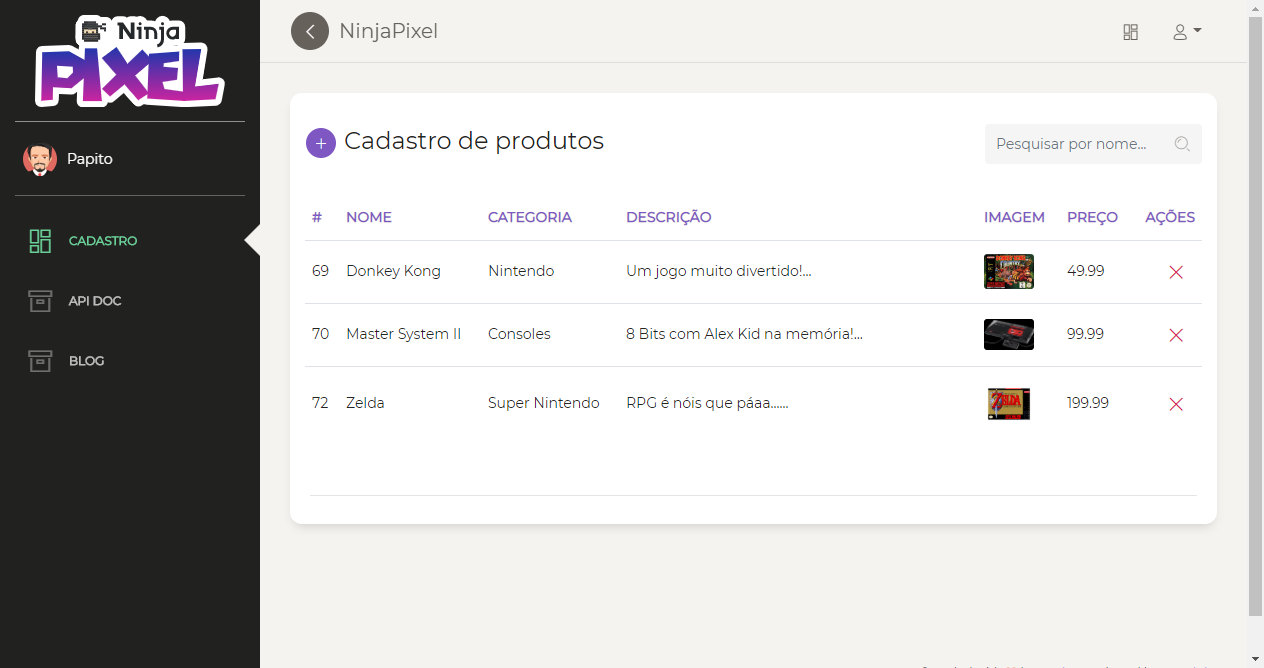 Ninja
PIXEL
NinjaPixel
Papito
CADASTRO
API DOC
BLOG
+ Cadastro de produtos
Pesquisar por nome...
# NOME CATEGORIA DESCRIÇÃO IMAGEM PREÇO AÇÕES
69 Donkey Kong Nintendo Um jogo muito divertido!... 49.99
70 Master System II Consoles 8 Bits com Alex Kid na memória!... 99.99
72 Zelda Super Nintendo RPG é nóis que páaa...... ZELDA 199.99